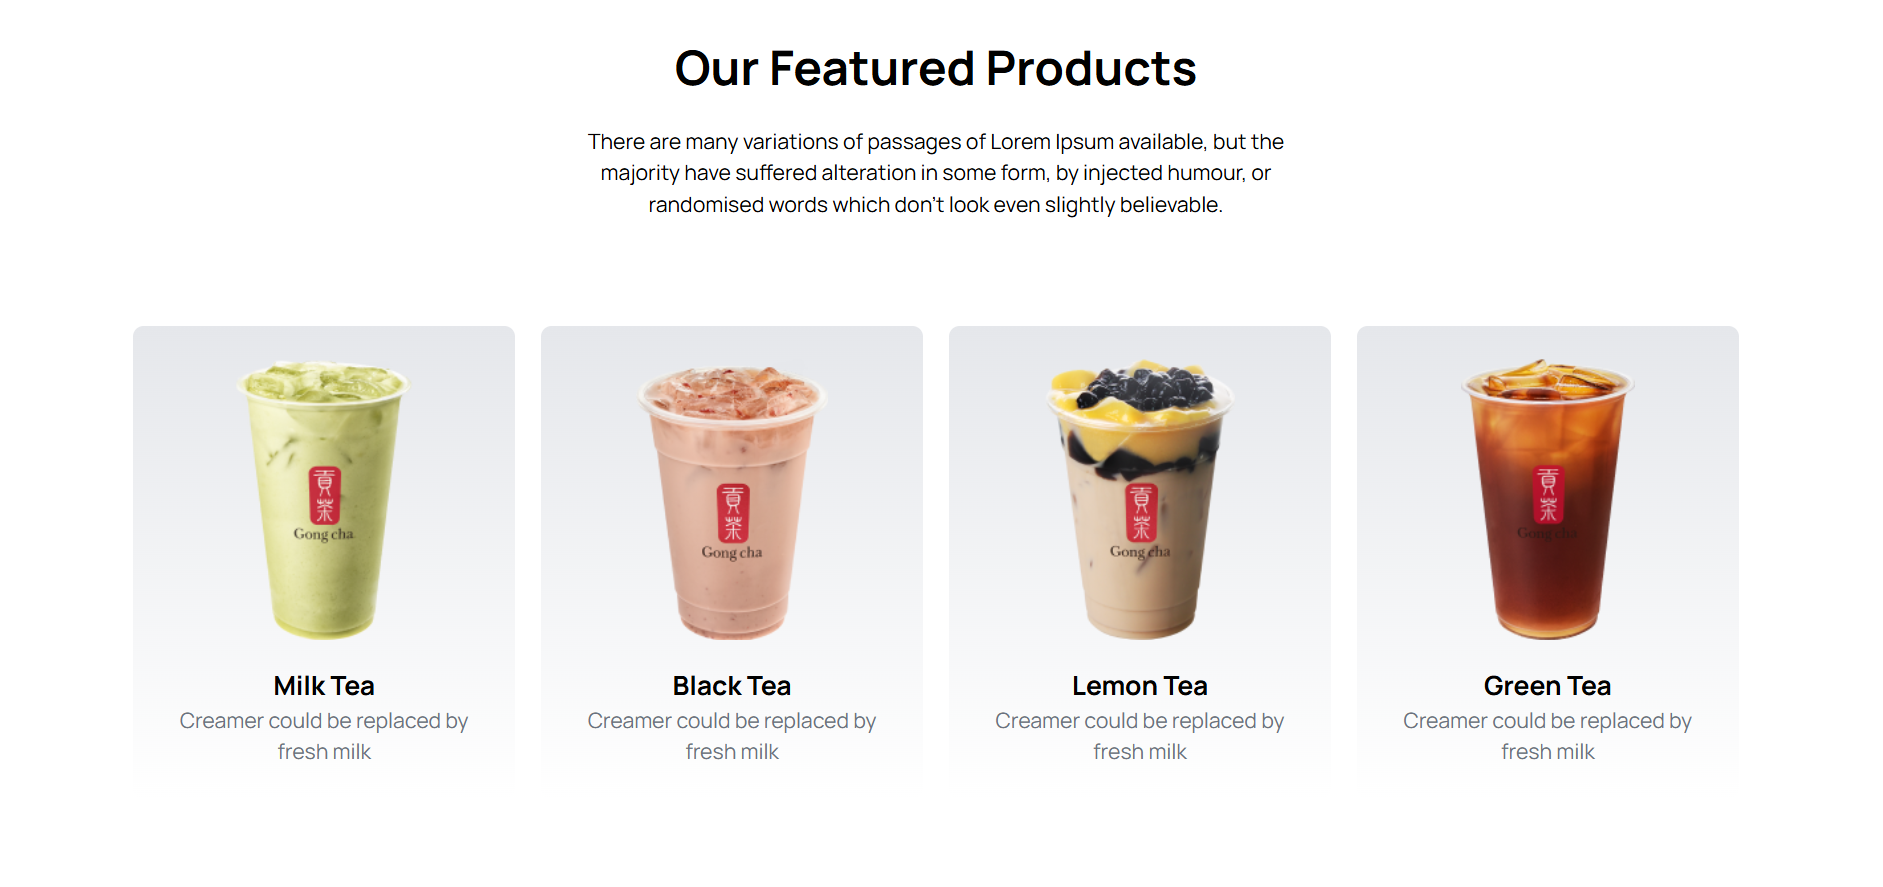 Our Featured Products
There are many variations of passages of Lorem Ipsum available, but the
majority have suffered alteration in some form, by injected humour, or
randomised words which don't look even slightly believable.
貢茶
Gong cha
貢茶
Gong cha
貢茶
Gong cha
貢茶
Gong cha
Milk Tea
Creamer could be replaced by
fresh milk
Black Tea
Creamer could be replaced by
fresh milk
Lemon Tea
Creamer could be replaced by
fresh milk
Green Tea
Creamer could be replaced by
fresh milk